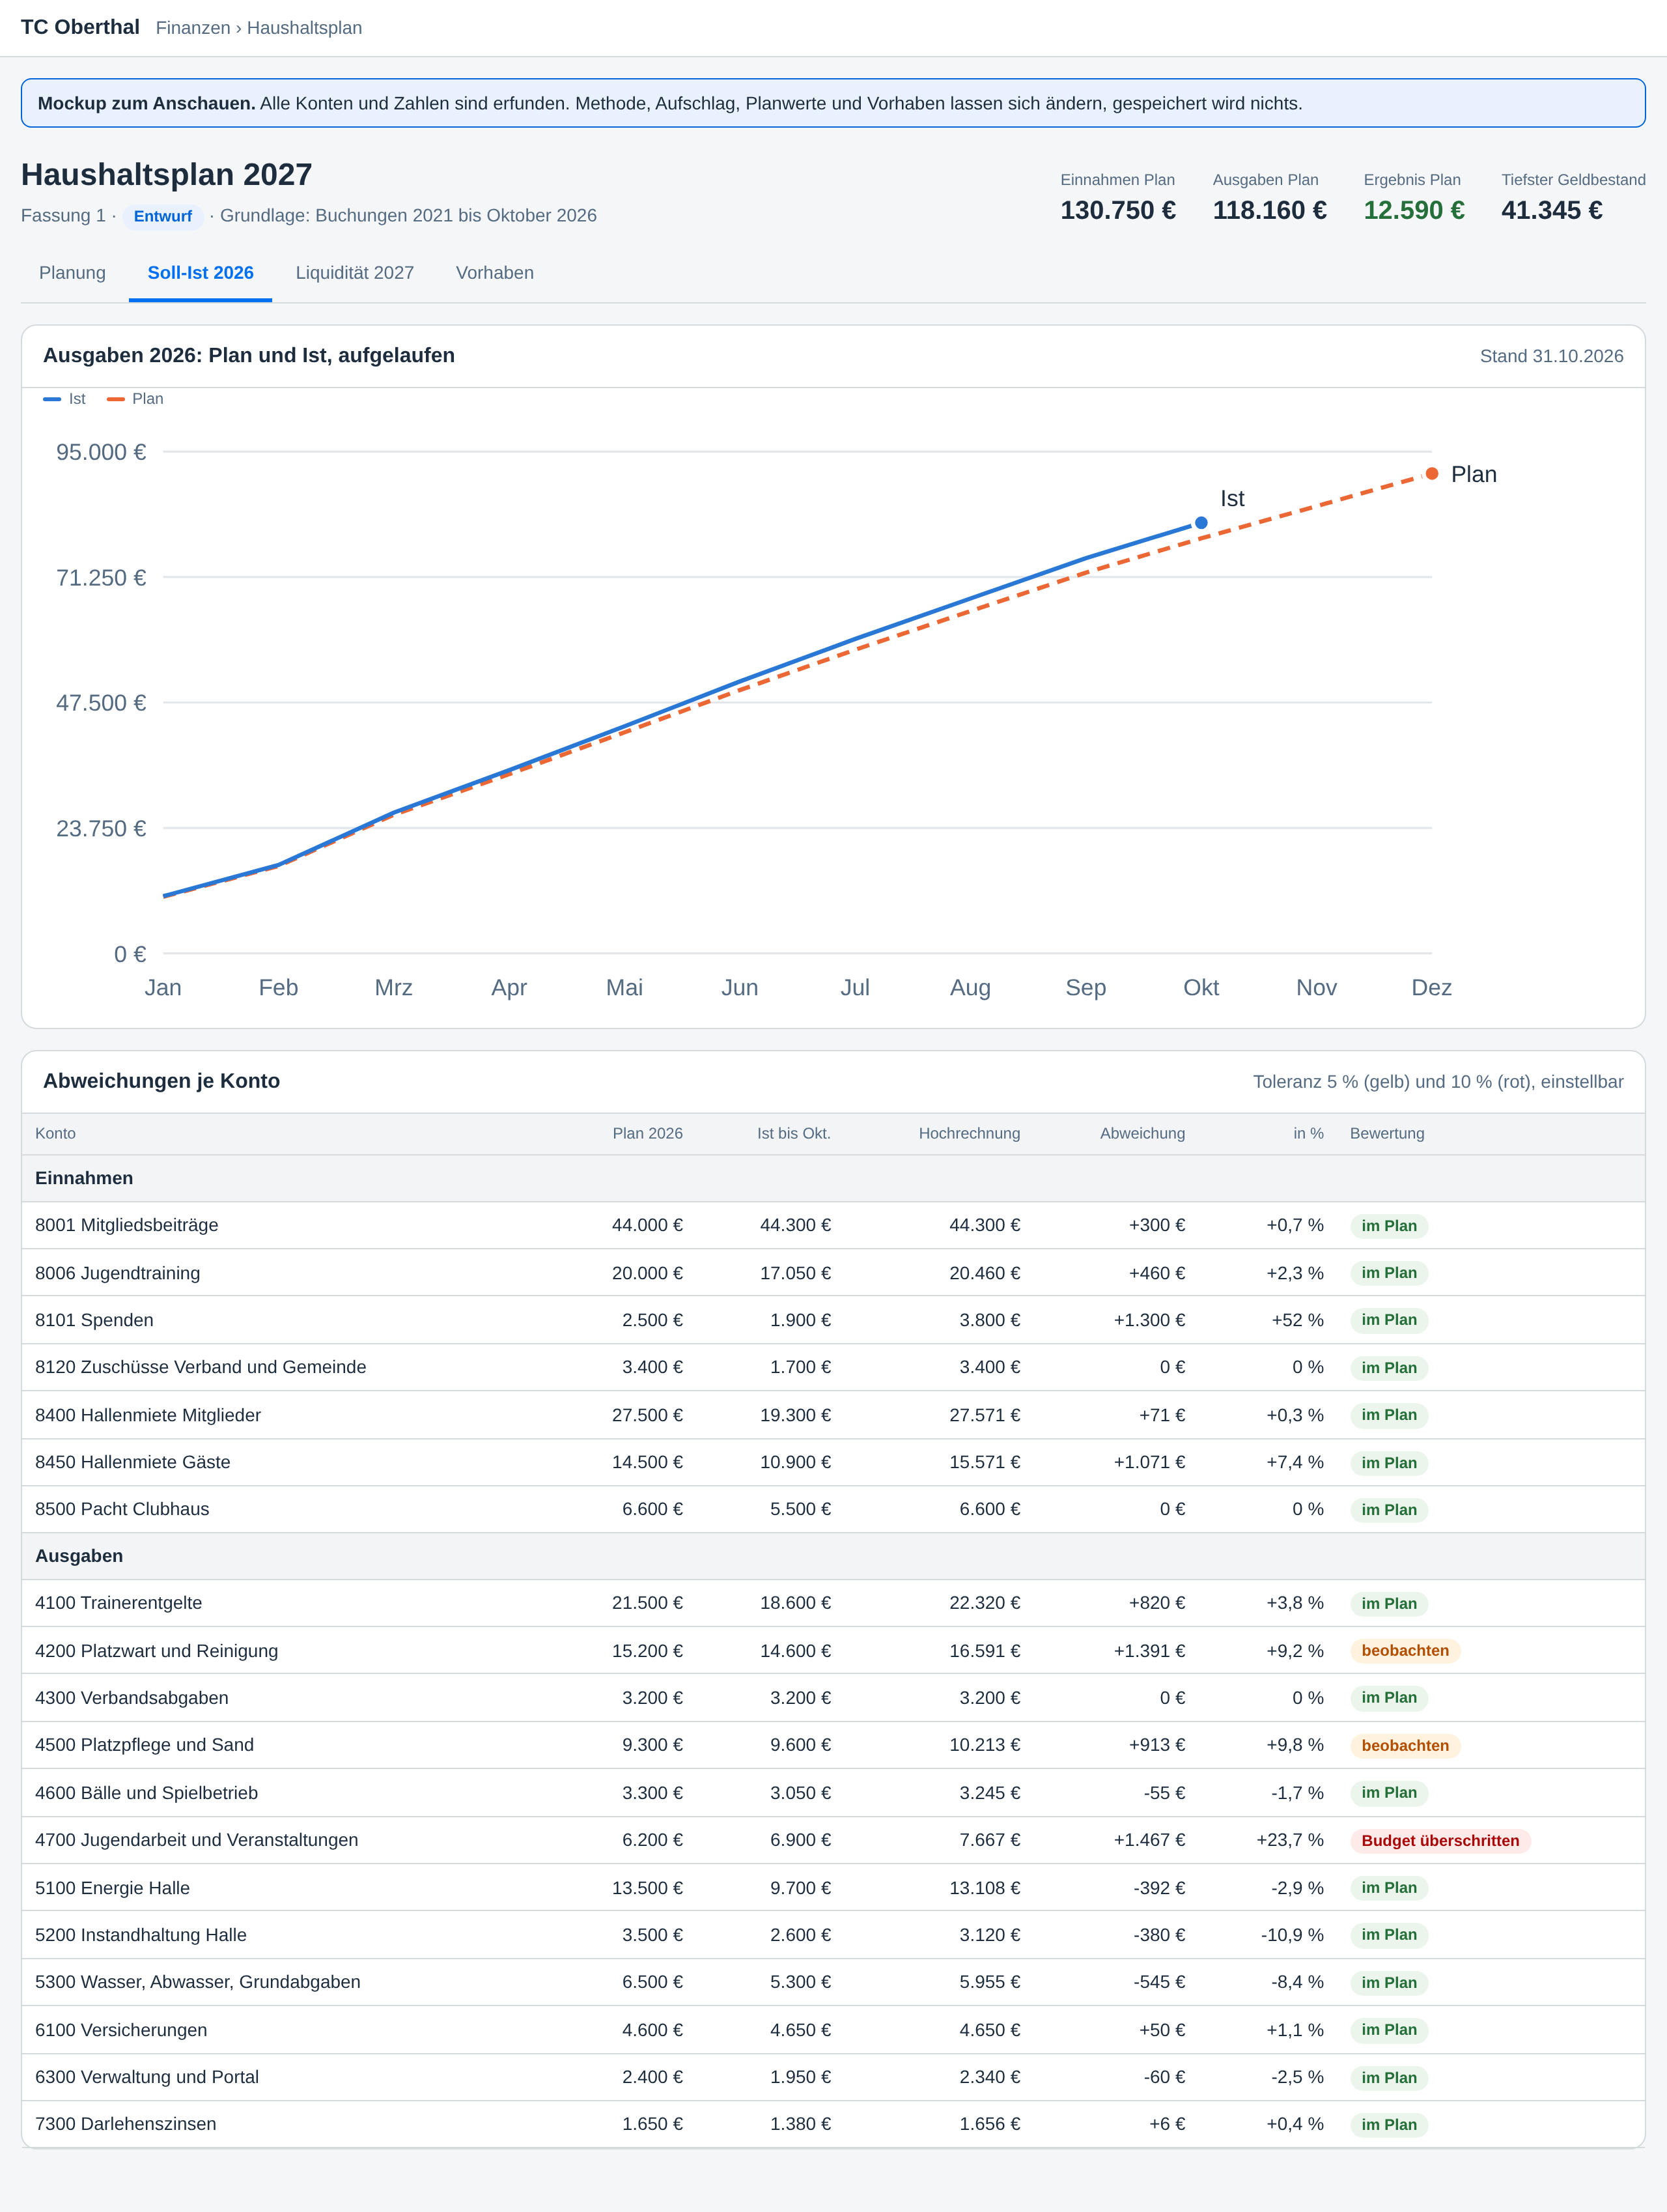 TC Oberthal Finanzen › Haushaltsplan
Mockup zum Anschauen. Alle Konten und Zahlen sind erfunden. Methode, Aufschlag, Planwerte und Vorhaben lassen sich ändern, gespeichert wird nichts.
Haushaltsplan 2027
Fassung 1 · Entwurf · Grundlage: Buchungen 2021 bis Oktober 2026
Einnahmen Plan Ausgaben Plan Ergebnis Plan Tiefster Geldbestand
130.750 € 118.160 € 12.590 € 41.345 €
Planung Soll-Ist 2026 Liquidität 2027 Vorhaben
Ausgaben 2026: Plan und Ist, aufgelaufen Stand 31.10.2026
Ist Plan
95.000 €
Plan
Ist
71.250 €
47.500 €
23.750 €
0 €
Jan Feb Mrz Apr Mai Jun Jul Aug Sep Okt Nov Dez
Abweichungen je Konto Toleranz 5 % (gelb) und 10 % (rot), einstellbar
Konto Plan 2026 Ist bis Okt. Hochrechnung Abweichung in % Bewertung
Einnahmen
8001 Mitgliedsbeiträge 44.000 € 44.300 € 44.300 € +300 € +0,7 % im Plan
8006 Jugendtraining 20.000 € 17.050 € 20.460 € +460 € +2,3 % im Plan
8101 Spenden 2.500 € 1.900 € 3.800 € +1.300 € +52 % im Plan
8120 Zuschüsse Verband und Gemeinde 3.400 € 1.700 € 3.400 € 0 € 0 % im Plan
8400 Hallenmiete Mitglieder 27.500 € 19.300 € 27.571 € +71 € +0,3 % im Plan
8450 Hallenmiete Gäste 14.500 € 10.900 € 15.571 € +1.071 € +7,4 % im Plan
8500 Pacht Clubhaus 6.600 € 5.500 € 6.600 € 0 € 0 % im Plan
Ausgaben
4100 Trainerentgelte 21.500 € 18.600 € 22.320 € +820 € +3,8 % im Plan
4200 Platzwart und Reinigung 15.200 € 14.600 € 16.591 € +1.391 € +9,2 % beobachten
4300 Verbandsabgaben 3.200 € 3.200 € 3.200 € 0 € 0 % im Plan
4500 Platzpflege und Sand 9.300 € 9.600 € 10.213 € +913 € +9,8 % beobachten
4600 Bälle und Spielbetrieb 3.300 € 3.050 € 3.245 € -55 € -1,7 % im Plan
4700 Jugendarbeit und Veranstaltungen 6.200 € 6.900 € 7.667 € +1.467 € +23,7 % Budget überschritten
5100 Energie Halle 13.500 € 9.700 € 13.108 € -392 € -2,9 % im Plan
5200 Instandhaltung Halle 3.500 € 2.600 € 3.120 € -380 € -10,9 % im Plan
5300 Wasser, Abwasser, Grundabgaben 6.500 € 5.300 € 5.955 € -545 € -8,4 % im Plan
6100 Versicherungen 4.600 € 4.650 € 4.650 € +50 € +1,1 % im Plan
6300 Verwaltung und Portal 2.400 € 1.950 € 2.340 € -60 € -2,5 % im Plan
7300 Darlehenszinsen 1.650 € 1.380 € 1.656 € +6 € +0,4 % im Plan